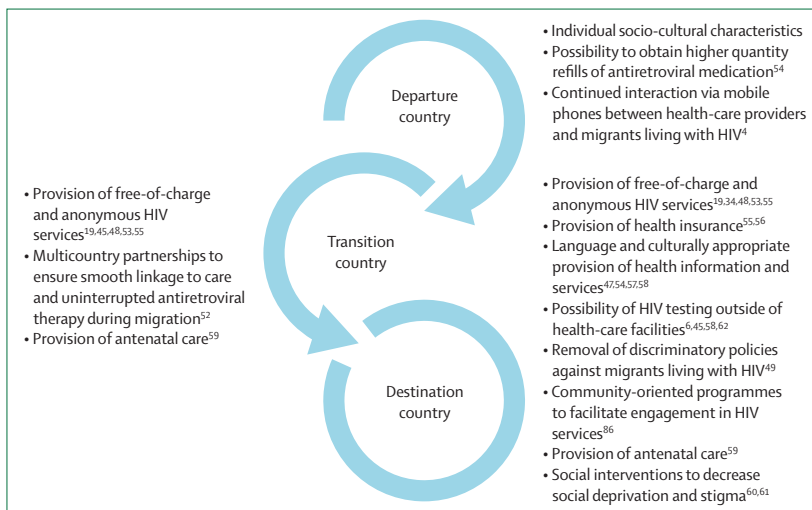 • Individual socio-cultural characteristics
• Possibility to obtain higher quantity
refills of antiretroviral medication⁵⁴
• Continued interaction via mobile
phones between health-care providers
and migrants living with HIV⁴
Departure
country
• Provision of free-of-charge
and anonymous HIV
services¹⁹,⁴⁵,⁴⁸,⁵³,⁵⁵
• Multicountry partnerships to
ensure smooth linkage to care
and uninterrupted antiretroviral
therapy during migration⁵²
• Provision of antenatal care⁵⁹
Transition
country
• Provision of free-of-charge and
anonymous HIV services¹⁹,³⁴,⁴⁸,⁵³,⁵⁵
• Provision of health insurance⁵⁵,⁵⁶
• Language and culturally appropriate
provision of health information and
services⁴⁷,⁵⁴,⁵⁷,⁵⁸
• Possibility of HIV testing outside of
health-care facilities⁶,⁴⁵,⁵⁸,⁶²
• Removal of discriminatory policies
against migrants living with HIV⁴⁹
• Community-oriented programmes
to facilitate engagement in HIV
services⁸⁶
• Provision of antenatal care⁵⁹
• Social interventions to decrease
social deprivation and stigma⁶⁰,⁶¹
Destination
country